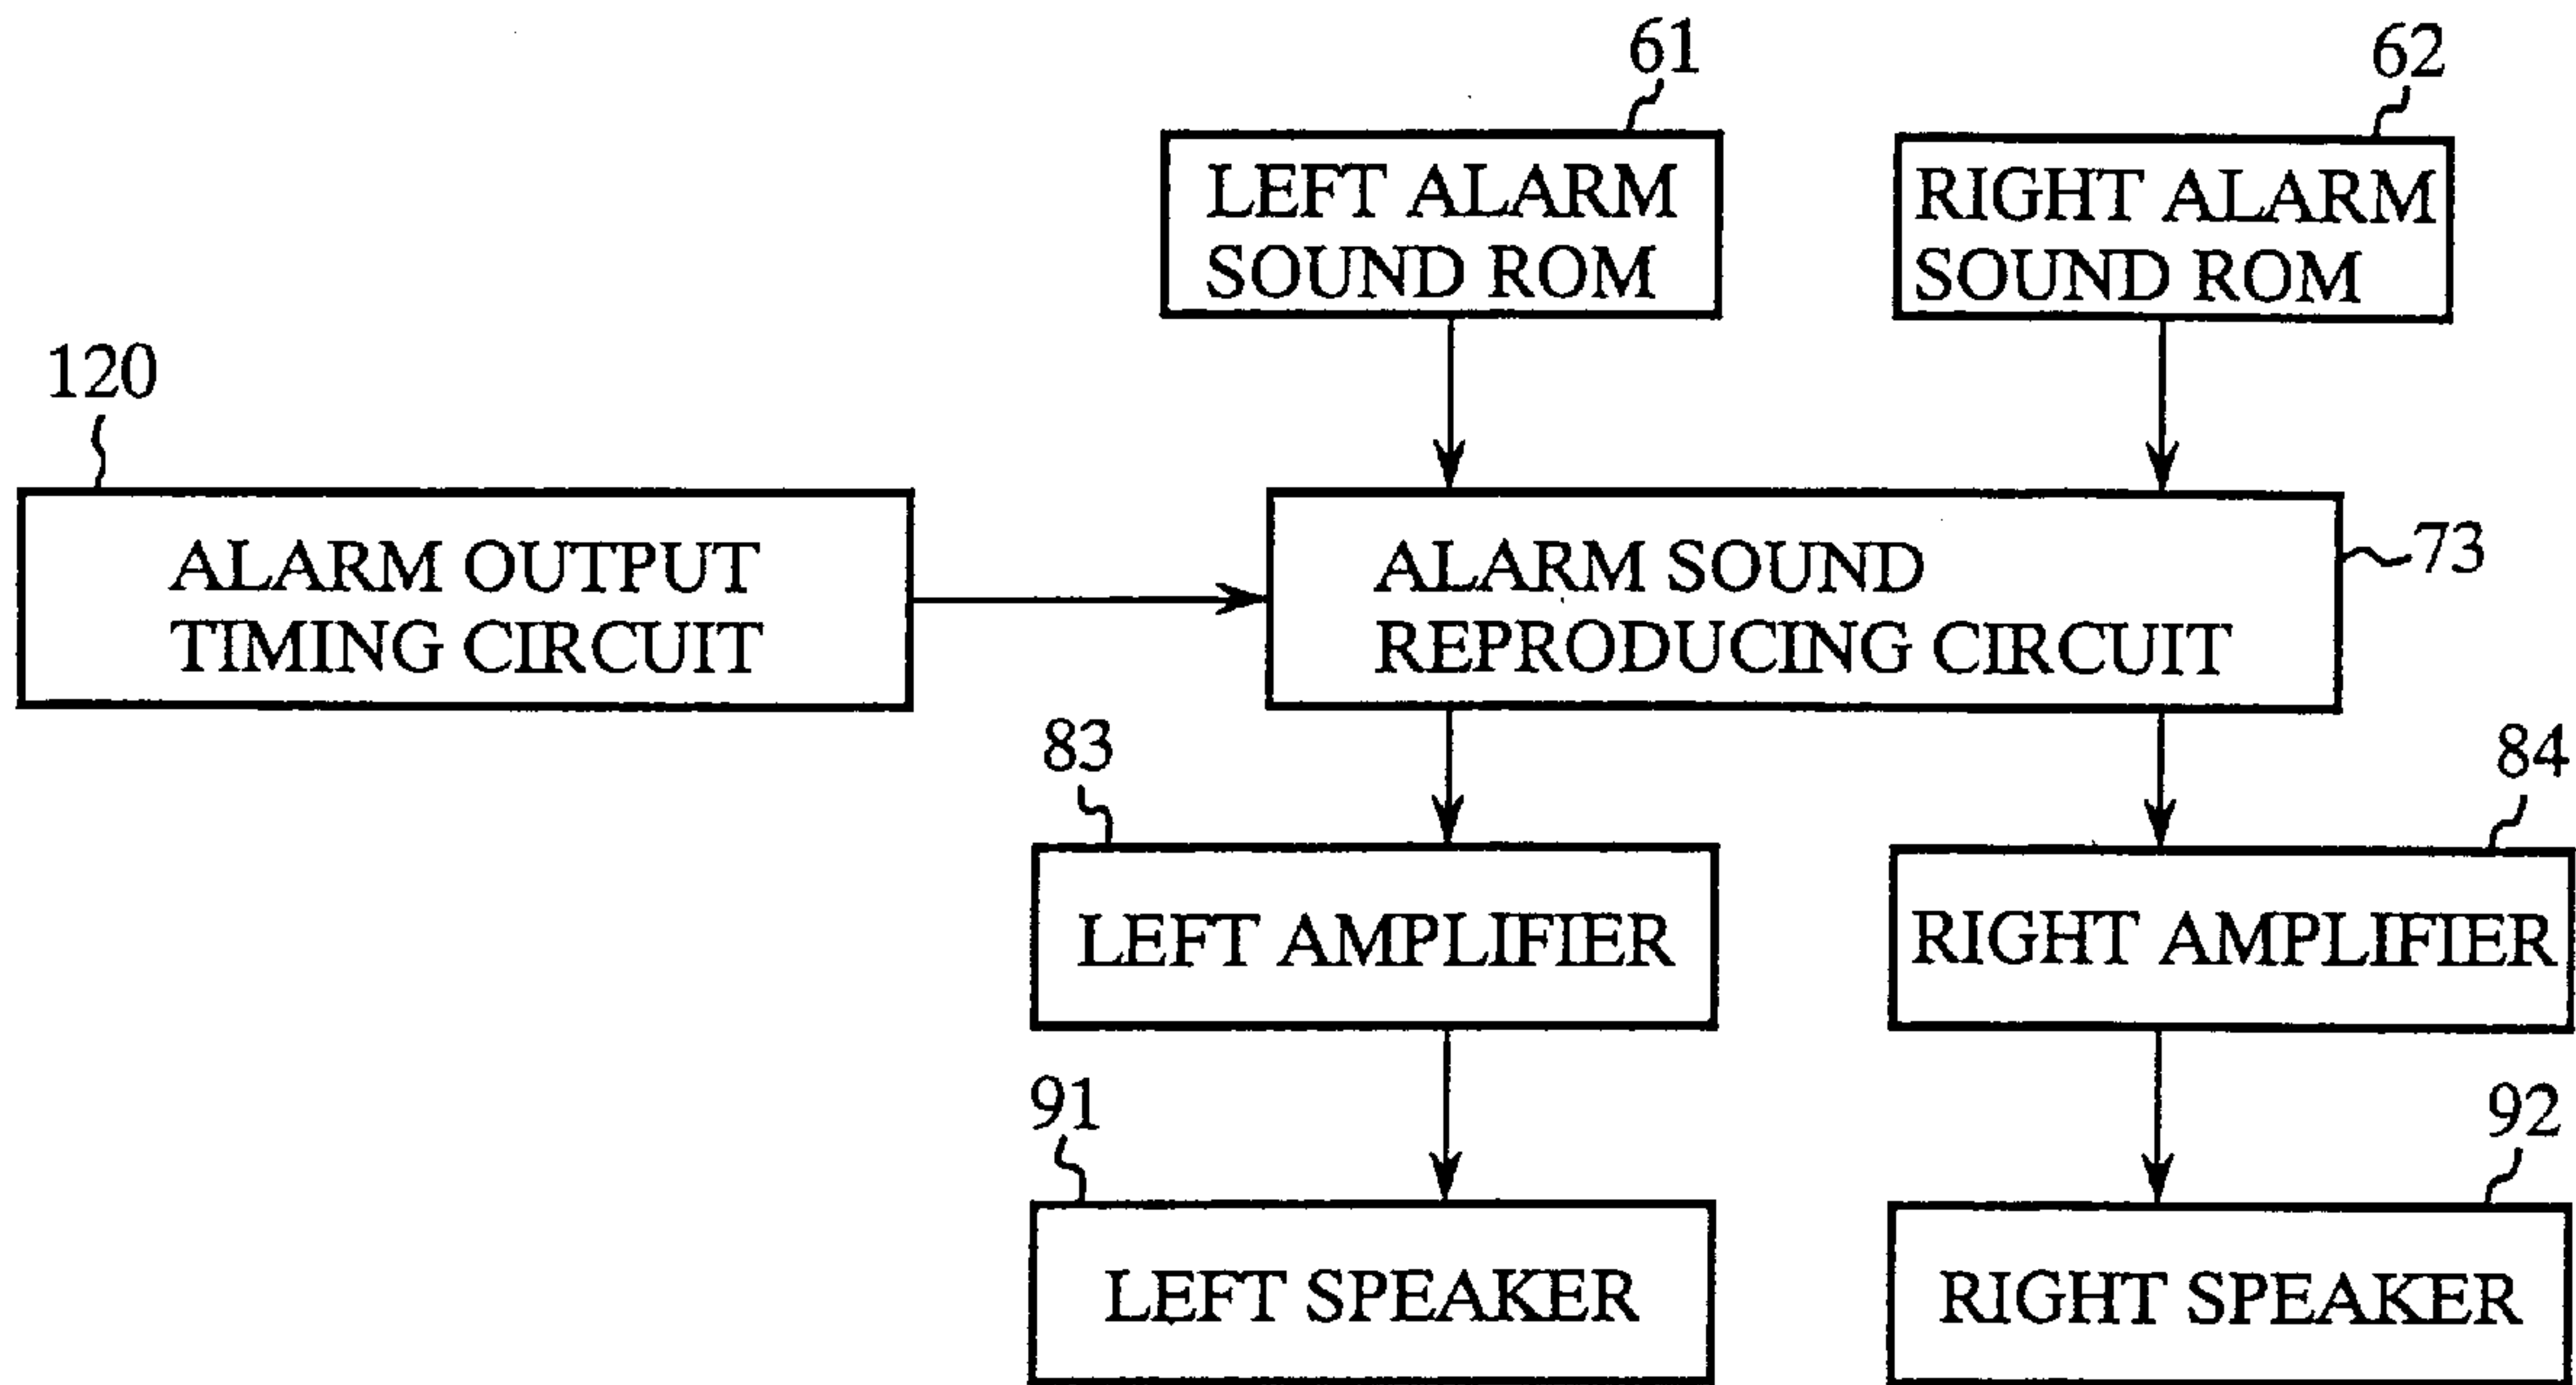 61
62
LEFT ALARM
SOUND ROM
RIGHT ALARM
SOUND ROM
120
ALARM OUTPUT
TIMING CIRCUIT
ALARM SOUND
REPRODUCING CIRCUIT
73
83
84
LEFT AMPLIFIER
RIGHT AMPLIFIER
91
92
LEFT SPEAKER
RIGHT SPEAKER